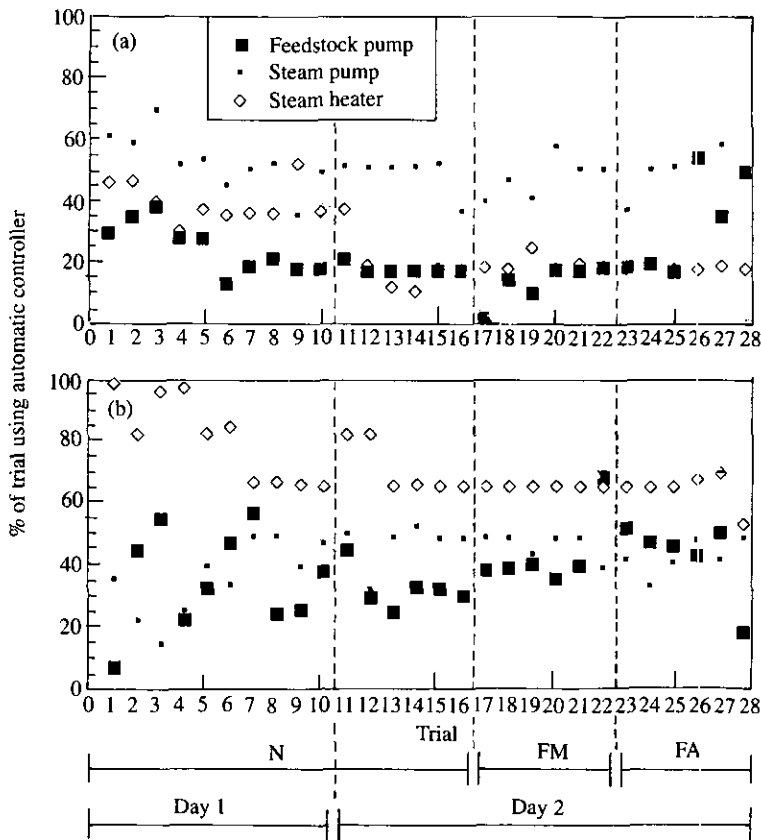 100
(a)
Feedstock pump
Steam pump
Steam heater
80
60
40
20
0
0 1 2 3 4 5 6 7 8 9 10 11 12 13 14 15 16 17 18 19 20 21 22 23 24 25 26 27 28
% of trial using automatic controller
100
(b)
80
60
40
20
0
0 1 2 3 4 5 6 7 8 9 10 11 12 13 14 15 16 17 18 19 20 21 22 23 24 25 26 27 28
Trial
N FM FA
Day 1 Day 2